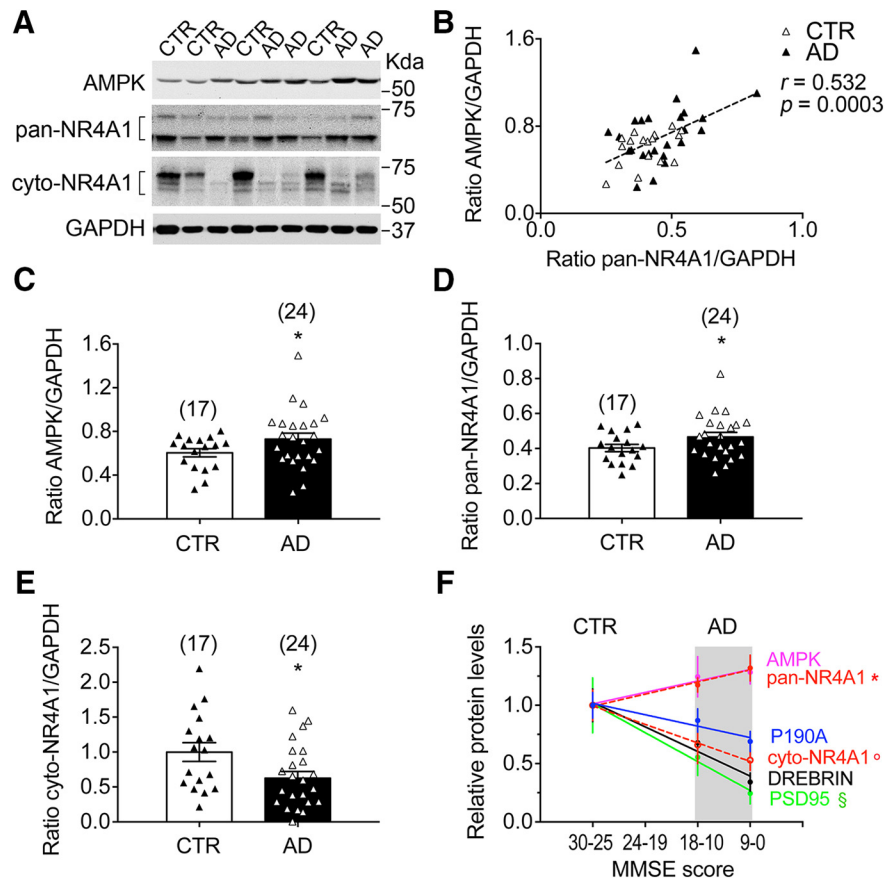 A
CTR CTR AD CTR AD AD CTR AD AD
Kda
AMPK
50
75
pan-NR4A1
cyto-NR4A1
75
50
GAPDH
37
B
Ratio AMPK/GAPDH
1.6
0.8
0.0
0.0 0.5 1.0
Ratio pan-NR4A1/GAPDH
△ CTR
▲ AD
r = 0.532
p = 0.0003
C
Ratio AMPK/GAPDH
1.6
1.2
0.8
0.4
0.0
(17)
(24)
*
CTR AD
D
Ratio pan-NR4A1/GAPDH
1.0
0.8
0.6
0.4
0.2
0.0
(17)
(24)
*
CTR AD
E
Ratio cyto-NR4A1/GAPDH
2.5
2.0
1.5
1.0
0.5
0.0
(17) (24)
*
CTR AD
F
Relative protein levels
1.5
1.0
0.5
0.0
CTR AD
AMPK
pan-NR4A1 *
P190A
cyto-NR4A1 °
DREBRIN
PSD95 §
30-25 24-19 18-10 9-0
MMSE score